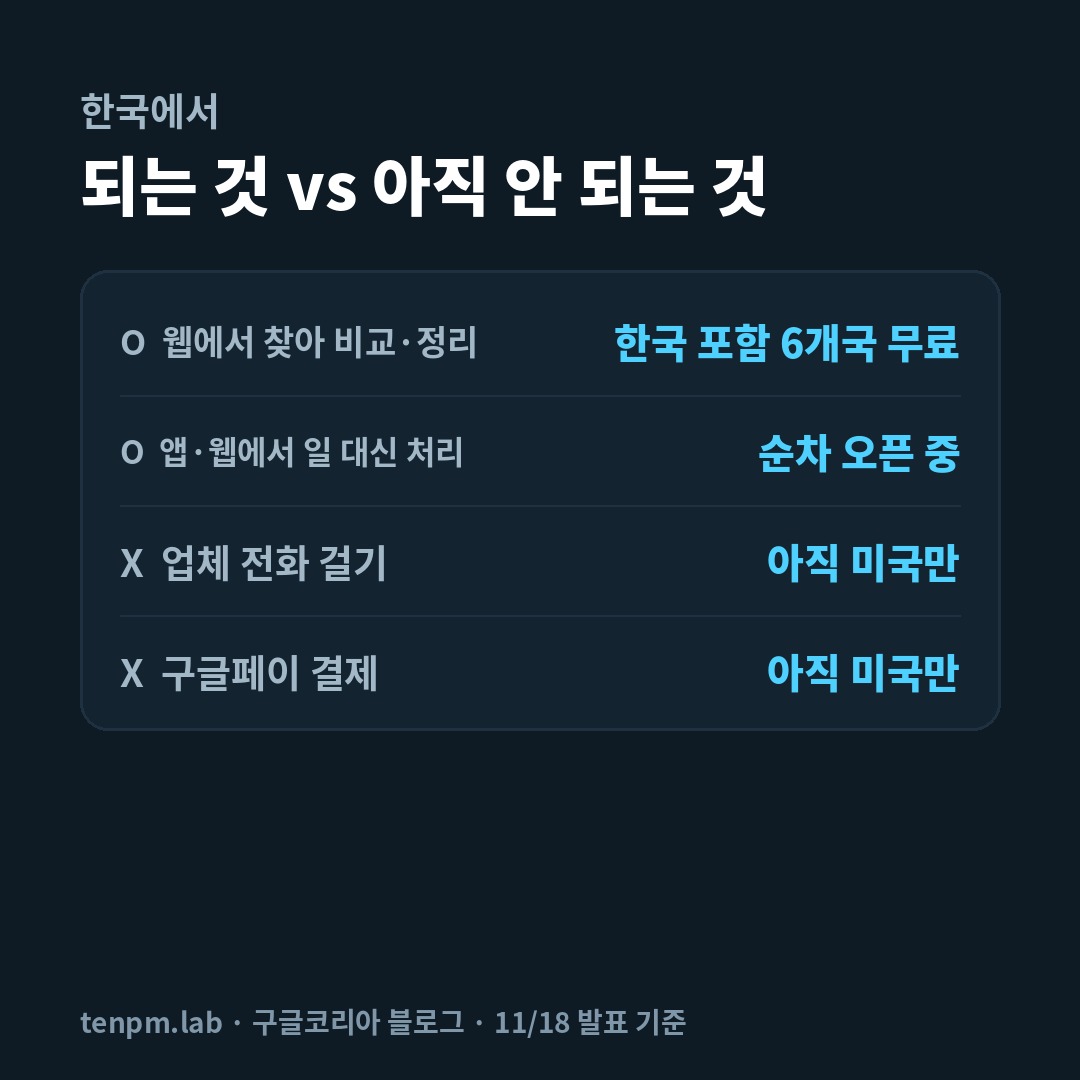 한국에서
되는 것 vs 아직 안 되는 것
O 웹에서 찾아 비교·정리 한국 포함 6개국 무료
O 앱·웹에서 일 대신 처리 순차 오픈 중
X 업체 전화 걸기 아직 미국만
X 구글페이 결제 아직 미국만
tenpm.lab · 구글코리아 블로그 · 11/18 발표 기준